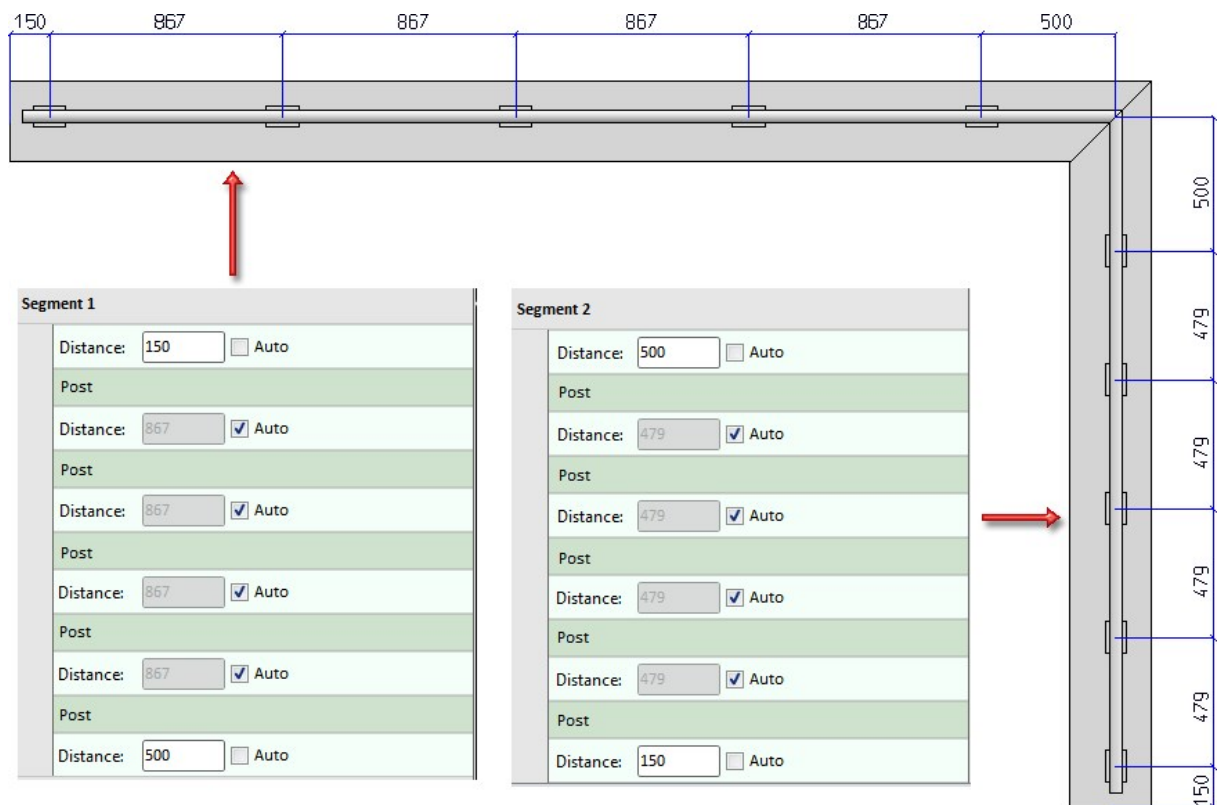 150 867 867 867 867 500
500
479
479
479
479
150
Segment 1
Distance: 150 Auto
Post
Distance: 867 Auto
Post
Distance: 867 Auto
Post
Distance: 867 Auto
Post
Distance: 867 Auto
Post
Distance: 500 Auto
Segment 2
Distance: 500 Auto
Post
Distance: 479 Auto
Post
Distance: 479 Auto
Post
Distance: 479 Auto
Post
Distance: 479 Auto
Post
Distance: 150 Auto